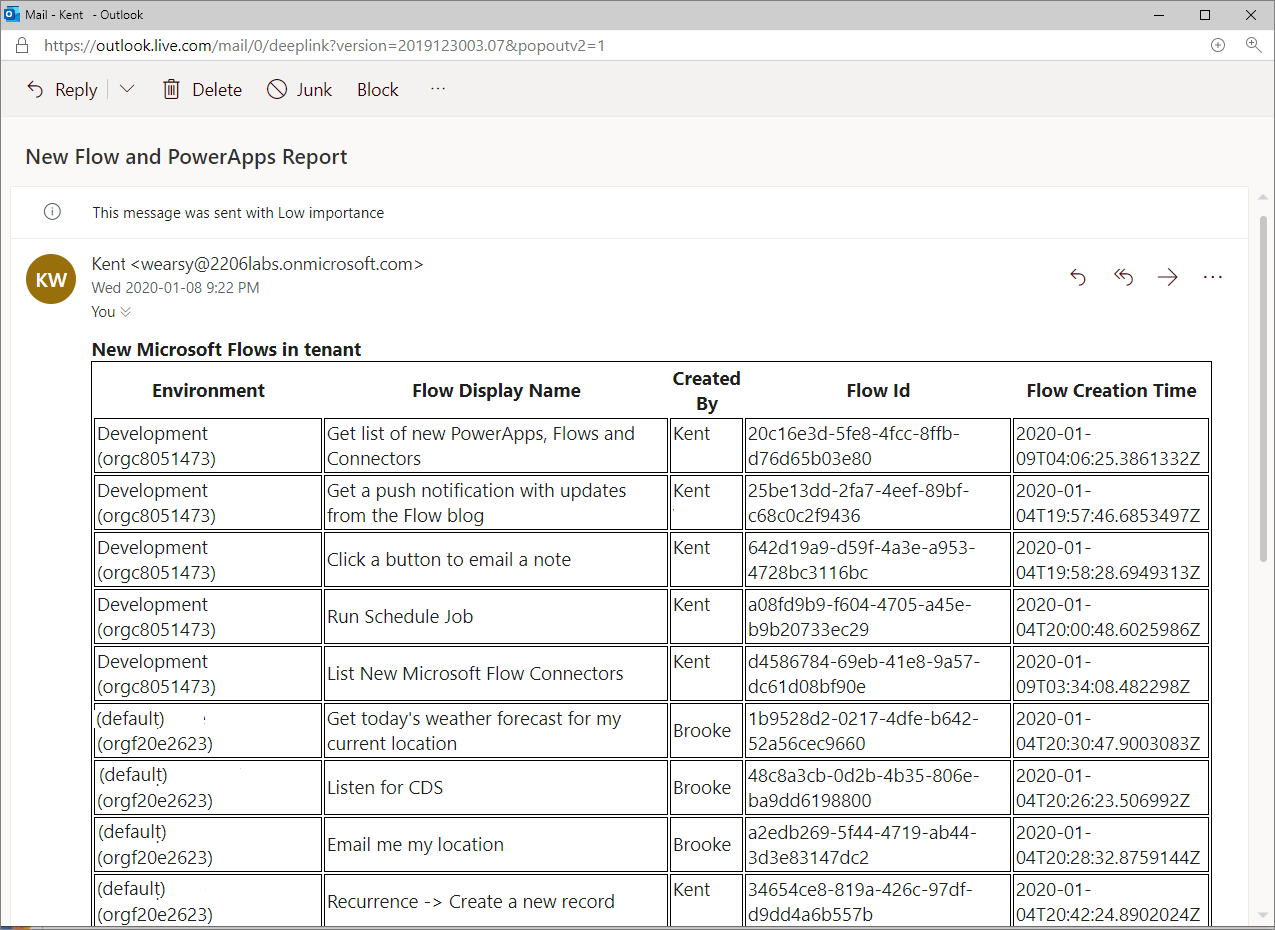 Mail - Kent - Outlook
https://outlook.live.com/mail/0/deeplink?version=2019123003.07&popoutv2=1
Reply Delete Junk Block ...
New Flow and PowerApps Report
This message was sent with Low importance
KW
Kent <wearsy@2206labs.onmicrosoft.com>
Wed 2020-01-08 9:22 PM
You
New Microsoft Flows in tenant
Environment Flow Display Name Created By Flow Id Flow Creation Time
Development Get list of new PowerApps, Flows and Kent 20c16e3d-5fe8-4fcc-8ffb- 2020-01-
(orgc8051473) Connectors d76d65b03e80 09T04:06:25.3861332Z
Development Get a push notification with updates Kent 25be13dd-2fa7-4eef-89bf- 2020-01-
(orgc8051473) from the Flow blog c68c0c2f9436 04T19:57:46.6853497Z
Development Click a button to email a note Kent 642d19a9-d59f-4a3e-a953- 2020-01-
(orgc8051473) 4728bc3116bc 04T19:58:28.6949313Z
Development Run Schedule Job Kent a08fd9b9-f604-4705-a45e- 2020-01-
(orgc8051473) b9b20733ec29 04T20:00:48.6025986Z
Development List New Microsoft Flow Connectors Kent d4586784-69eb-41e8-9a57- 2020-01-
(orgc8051473) dc61d08bf90e 09T03:34:08.482298Z
(default) Get today's weather forecast for my Brooke 1b9528d2-0217-4dfe-b642- 2020-01-
(orgf20e2623) current location 52a56cec9660 04T20:30:47.9003083Z
(default) Listen for CDS Brooke 48c8a3cb-0d2b-4b35-806e- 2020-01-
(orgf20e2623) ba9dd6198800 04T20:26:23.506992Z
(default) Email me my location Brooke a2edb269-5f44-4719-ab44- 2020-01-
(orgf20e2623) 3d3e83147dc2 04T20:28:32.8759144Z
(default) Recurrence -> Create a new record Kent 34654ce8-819a-426c-97df- 2020-01-
(orgf20e2623) d9dd4a6b557b 04T20:42:24.8902024Z